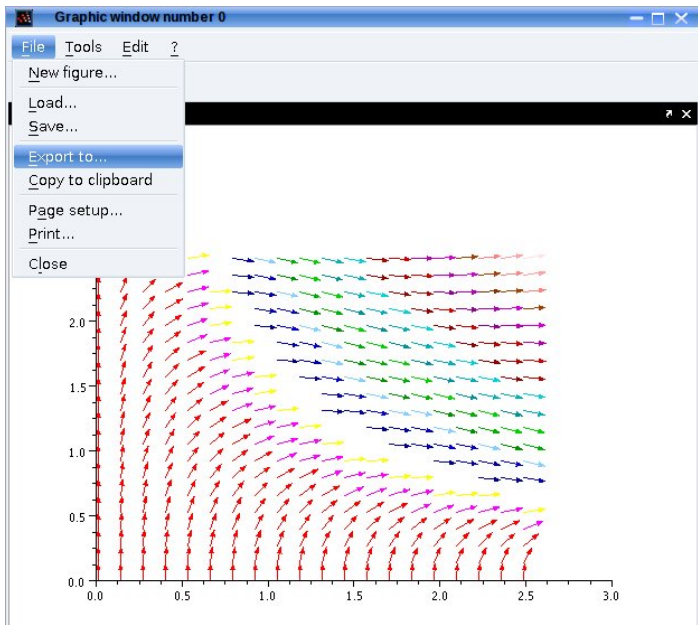 Graphic window number 0
File Tools Edit ?
New figure...
Load...
Save...
Export to...
Copy to clipboard
Page setup...
Print...
Close
2.0
1.5
1.0
0.5
0.0
0.0 0.5 1.0 1.5 2.0 2.5 3.0